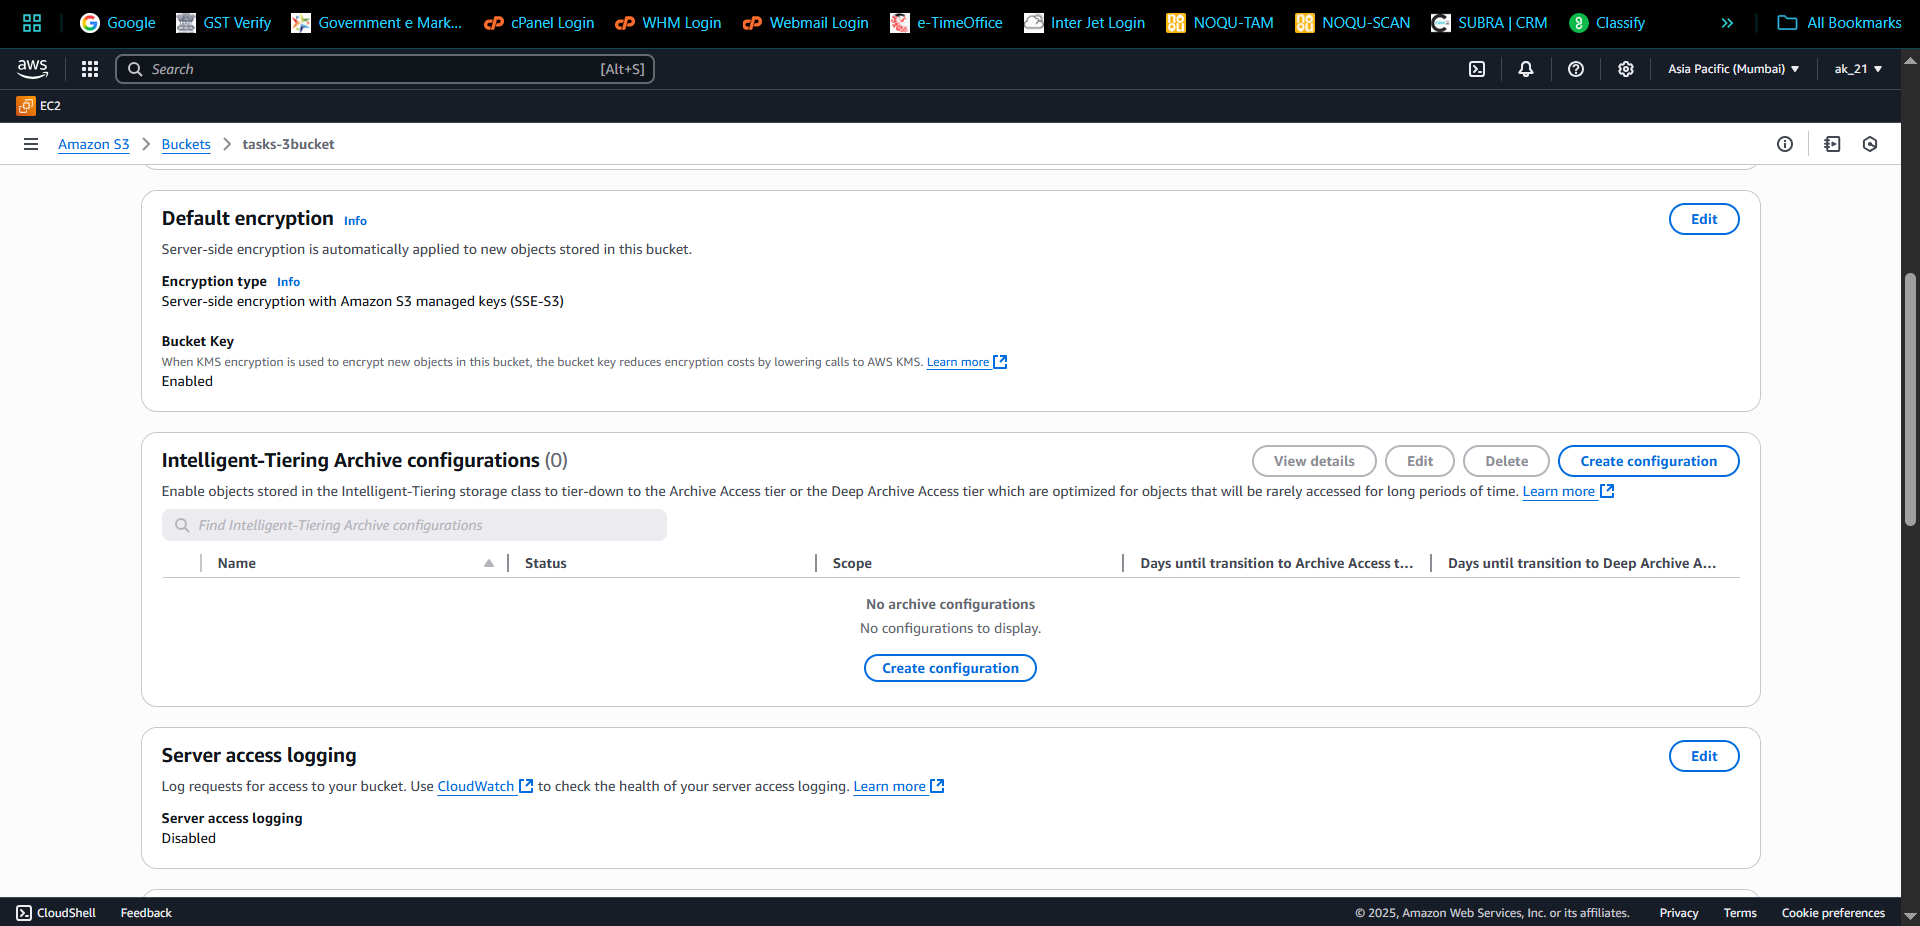 Google GST Verify Government e Mark... cPanel Login WHM Login Webmail Login e-TimeOffice Inter Jet Login NOQU-TAM NOQU-SCAN SUBRA | CRM Classify » All Bookmarks
aws Search [Alt+S] Asia Pacific (Mumbai) ak_21
EC2
Amazon S3 > Buckets > tasks-3bucket
Default encryption Info Edit
Server-side encryption is automatically applied to new objects stored in this bucket.
Encryption type Info
Server-side encryption with Amazon S3 managed keys (SSE-S3)
Bucket Key
When KMS encryption is used to encrypt new objects in this bucket, the bucket key reduces encryption costs by lowering calls to AWS KMS. Learn more
Enabled
Intelligent-Tiering Archive configurations (0) View details Edit Delete Create configuration
Enable objects stored in the Intelligent-Tiering storage class to tier-down to the Archive Access tier or the Deep Archive Access tier which are optimized for objects that will be rarely accessed for long periods of time. Learn more
Find Intelligent-Tiering Archive configurations
Name Status Scope Days until transition to Archive Access t... Days until transition to Deep Archive A...
No archive configurations
No configurations to display.
Create configuration
Server access logging Edit
Log requests for access to your bucket. Use CloudWatch to check the health of your server access logging. Learn more
Server access logging
Disabled
CloudShell Feedback © 2025, Amazon Web Services, Inc. or its affiliates. Privacy Terms Cookie preferences